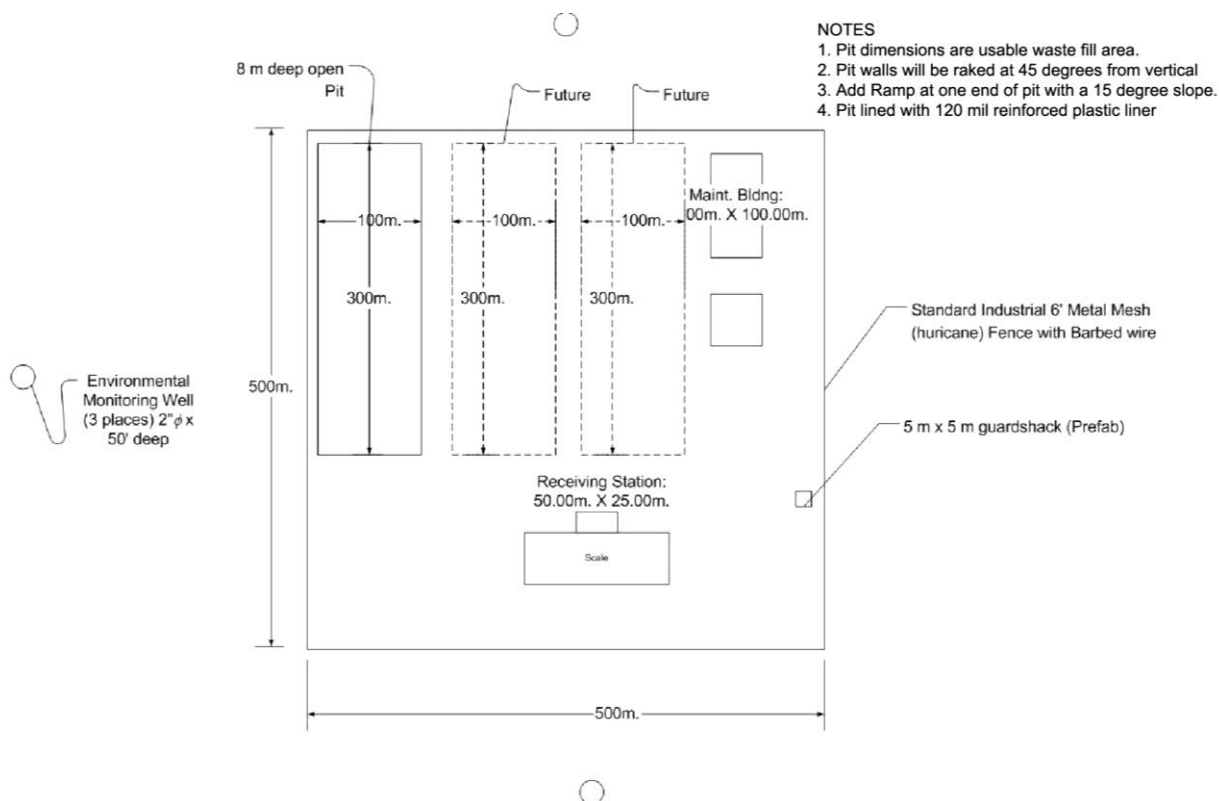 NOTES
1. Pit dimensions are usable waste fill area.
2. Pit walls will be raked at 45 degrees from vertical
3. Add Ramp at one end of pit with a 15 degree slope.
4. Pit lined with 120 mil reinforced plastic liner
8 m deep open
Pit
Future
Future
Maint. Bldng:
00m. X 100.00m.
100m.
100m.
100m.
300m.
300m.
300m.
Standard Industrial 6' Metal Mesh
(huricane) Fence with Barbed wire
Environmental
Monitoring Well
(3 places) 2"ϕ x
50' deep
500m.
5 m x 5 m guardshack (Prefab)
Receiving Station:
50.00m. X 25.00m.
Scale
500m.